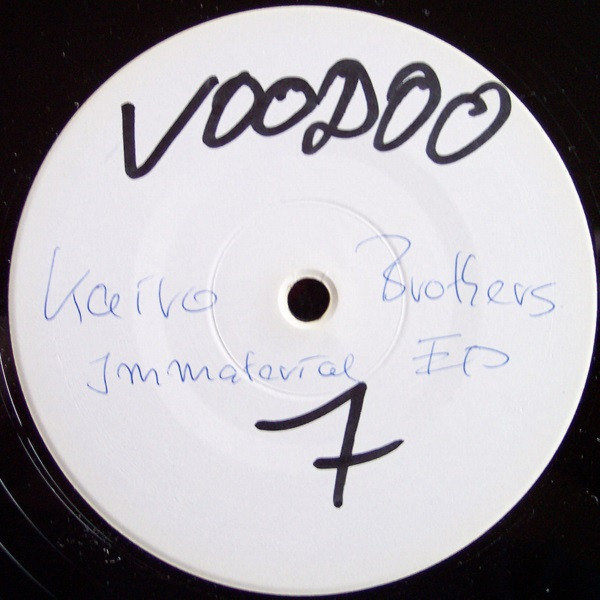 VOODOO
Kairo Brothers
Immaterial EP
7